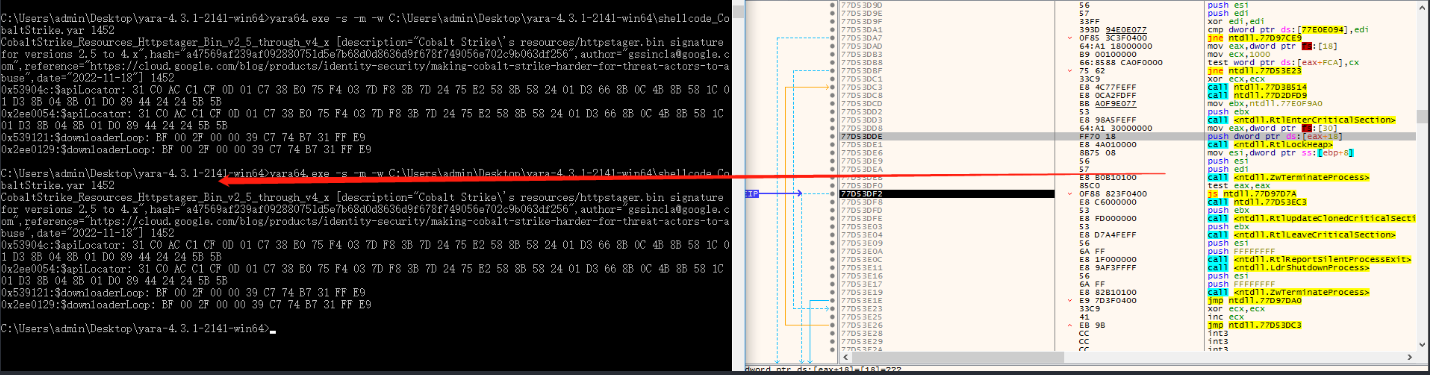 C:\Users\admin\Desktop\yara-4.3.1-2141-win64>yara64.exe -s -m -w C:\Users\admin\Desktop\yara-4.3.1-2141-win64\shellcode_Co
baltStrike.yar 1452
CobaltStrike_Resources_Httpstager_Bin_v2_5_through_v4_x [description="Cobalt Strike\'s resources/httpstager.bin signature
for versions 2.5 to 4.x",hash="a47569af239af092880751d5e7b68d0d8636d9f678f749056e702c9b063df256",author="gssincla@google.c
om",reference="https://cloud.google.com/blog/products/identity-security/making-cobalt-strike-harder-for-threat-actors-to-a
buse",date="2022-11-18"] 1452
0x53904c:$apiLocator: 31 C0 AC C1 CF 0D 01 C7 38 E0 75 F4 03 7D F8 3B 7D 24 75 E2 58 8B 58 24 01 D3 66 8B 0C 4B 8B 58 1C 0
1 D3 8B 04 8B 01 D0 89 44 24 24 5B 5B
0x2ee0054:$apiLocator: 31 C0 AC C1 CF 0D 01 C7 38 E0 75 F4 03 7D F8 3B 7D 24 75 E2 58 8B 58 24 01 D3 66 8B 0C 4B 8B 58 1C
01 D3 8B 04 8B 01 D0 89 44 24 24 5B 5B
0x539121:$downloaderLoop: BF 00 2F 00 00 39 C7 74 B7 31 FF E9
0x2ee0129:$downloaderLoop: BF 00 2F 00 00 39 C7 74 B7 31 FF E9
C:\Users\admin\Desktop\yara-4.3.1-2141-win64>yara64.exe -s -m -w C:\Users\admin\Desktop\yara-4.3.1-2141-win64\shellcode_Co
baltStrike.yar 1452
CobaltStrike_Resources_Httpstager_Bin_v2_5_through_v4_x [description="Cobalt Strike\'s resources/httpstager.bin signature
for versions 2.5 to 4.x",hash="a47569af239af092880751d5e7b68d0d8636d9f678f749056e702c9b063df256",author="gssincla@google.c
om",reference="https://cloud.google.com/blog/products/identity-security/making-cobalt-strike-harder-for-threat-actors-to-a
buse",date="2022-11-18"] 1452
0x53904c:$apiLocator: 31 C0 AC C1 CF 0D 01 C7 38 E0 75 F4 03 7D F8 3B 7D 24 75 E2 58 8B 58 24 01 D3 66 8B 0C 4B 8B 58 1C 0
1 D3 8B 04 8B 01 D0 89 44 24 24 5B 5B
0x2ee0054:$apiLocator: 31 C0 AC C1 CF 0D 01 C7 38 E0 75 F4 03 7D F8 3B 7D 24 75 E2 58 8B 58 24 01 D3 66 8B 0C 4B 8B 58 1C
01 D3 8B 04 8B 01 D0 89 44 24 24 5B 5B
0x539121:$downloaderLoop: BF 00 2F 00 00 39 C7 74 B7 31 FF E9
0x2ee0129:$downloaderLoop: BF 00 2F 00 00 39 C7 74 B7 31 FF E9
C:\Users\admin\Desktop\yara-4.3.1-2141-win64>
77D53D9D 56 push esi
77D53D9E 57 push edi
77D53D9F 33FF xor edi,edi
77D53DA1 393D 94E0E077 cmp dword ptr ds:[77E0E094],edi
77D53DA7 0F85 3C3F0400 jne ntdll.77D97CE9
64:A1 18000000 mov eax,dword ptr fs:[18]
77D53DB3 B9 00100000 mov ecx,1000
77D53DB8 66:8588 CA0F0000 test word ptr ds:[eax+FCA],cx
77D53DBF 75 62 jne ntdll.77D53E23
77D53DC1 33C9 xor ecx,ecx
77D53DC3 E8 4C77FEFF call ntdll.77D3B514
77D53DC8 E8 0CA2FDFF call ntdll.77D2DFD9
77D53DCD BB A0F9E077 mov ebx,ntdll.77E0F9A0
77D53DD2 53 push ebx
77D53DD3 E8 98A5FEFF call <ntdll.RtlEnterCriticalSection>
77D53DD8 64:A1 30000000 mov eax,dword ptr fs:[30]
77D53DDE FF70 18 push dword ptr ds:[eax+18]
77D53DE1 E8 4A010000 call <ntdll.RtlLockHeap>
77D53DE6 8B75 08 mov esi,dword ptr ss:[ebp+8]
77D53DE9 56 push esi
77D53DEA 57 push edi
E8 B0B10100 call <ntdll.ZwTerminateProcess>
77D53DF0 85C0 test eax,eax
EIP 77D53DF2 0F88 823F0400 js ntdll.77D97D7A
77D53DF8 E8 C6000000 call ntdll.77D53EC3
77D53DFD 53 push ebx
77D53DFE E8 FD000000 call <ntdll.RtlUpdateClonedCriticalSecti
77D53E03 53 push ebx
77D53E04 E8 D7A4FEFF call <ntdll.RtlLeaveCriticalSection>
77D53E09 56 push esi
77D53E0A 6A FF push FFFFFFFF
77D53E0C E8 1F000000 call <ntdll.RtlReportSilentProcessExit>
77D53E11 E8 9AF3FFFF call <ntdll.LdrShutdownProcess>
77D53E16 56 push esi
77D53E17 6A FF push FFFFFFFF
77D53E19 E8 82B10100 call <ntdll.ZwTerminateProcess>
77D53E1E E9 7D3F0400 jmp ntdll.77D97DA0
77D53E23 33C9 xor ecx,ecx
77D53E25 41 inc ecx
77D53E26 EB 9B jmp ntdll.77D53DC3
77D53E28 CC int3
77D53E29 CC int3
77D53E2A CC int3
dword ptr ds:[eax+18]=[18]=???